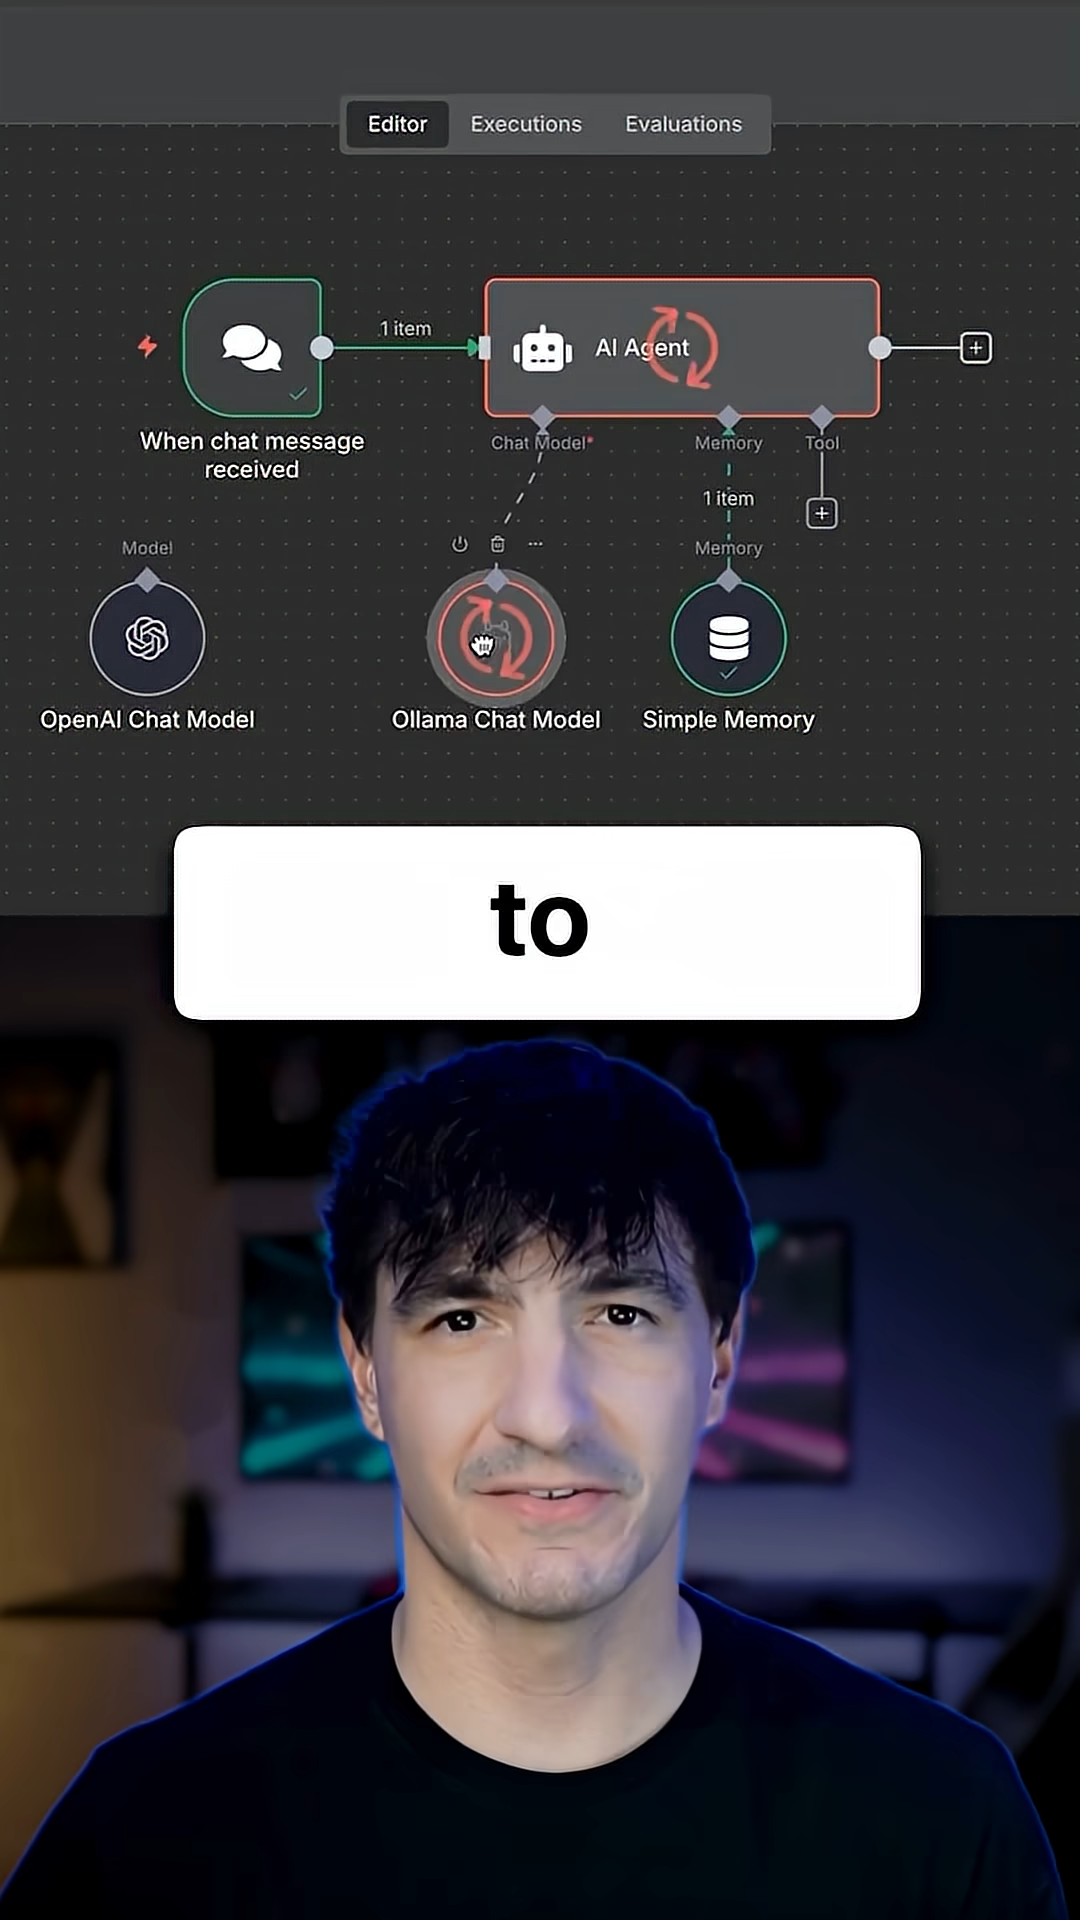 Editor Executions Evaluations
1 item
AI Agent
When chat message
received
Chat Model* Memory Tool
1 item
Model Memory
OpenAI Chat Model Ollama Chat Model Simple Memory
to